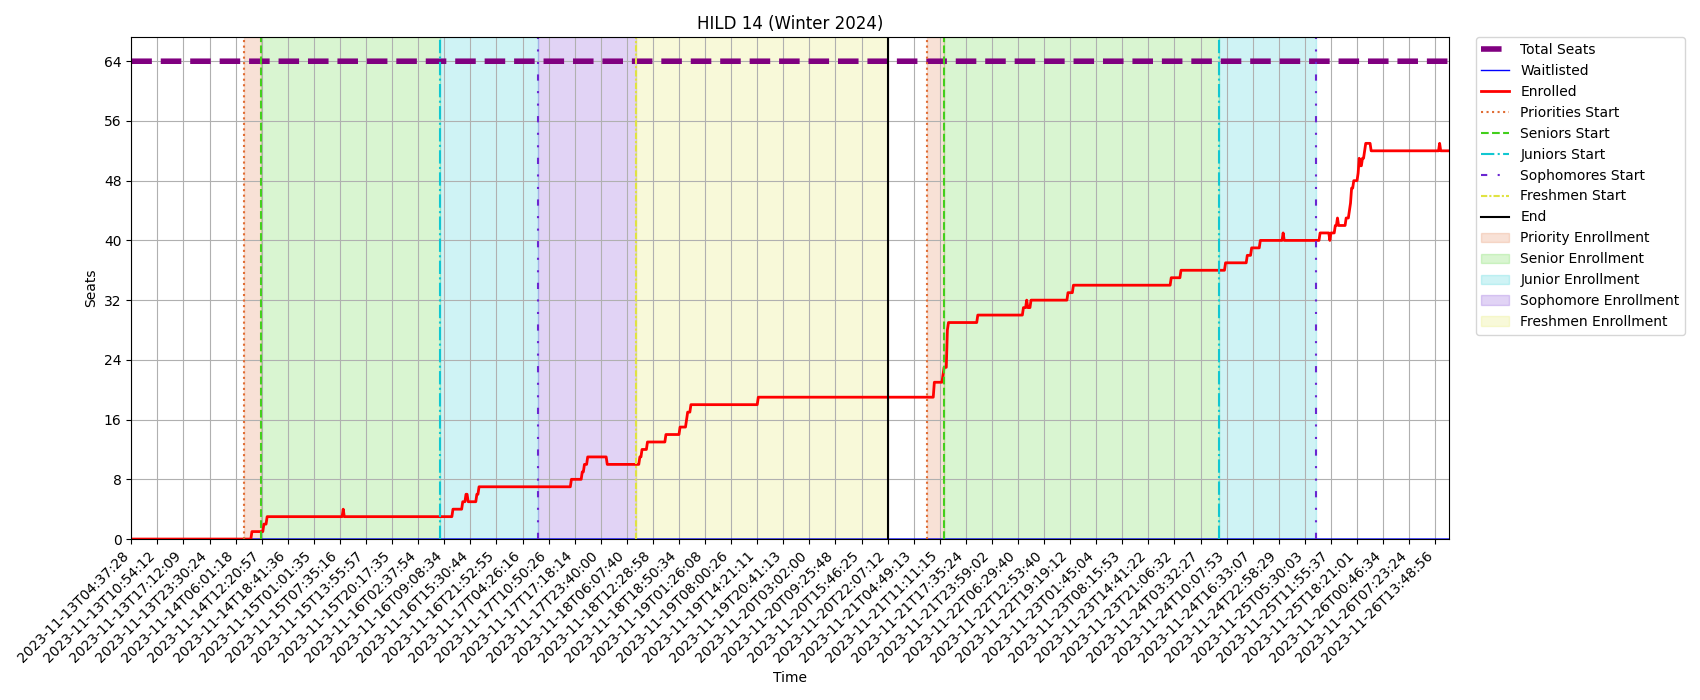 HILD 14 (Winter 2024)
Seats
64
56
48
40
32
24
16
8
0
2023-11-13T04:37:28
2023-11-13T10:54:12
2023-11-13T17:12:09
2023-11-13T23:30:24
2023-11-14T06:01:18
2023-11-14T12:20:57
2023-11-14T18:41:36
2023-11-15T01:01:35
2023-11-15T07:35:16
2023-11-15T13:55:57
2023-11-15T20:17:35
2023-11-16T02:37:54
2023-11-16T09:08:34
2023-11-16T15:30:44
2023-11-16T21:52:55
2023-11-17T04:26:16
2023-11-17T10:50:26
2023-11-17T17:18:14
2023-11-17T23:40:00
2023-11-18T06:07:40
2023-11-18T12:28:58
2023-11-18T18:50:34
2023-11-19T01:26:08
2023-11-19T08:00:26
2023-11-19T14:21:11
2023-11-19T20:41:13
2023-11-20T03:02:00
2023-11-20T09:25:48
2023-11-20T15:46:25
2023-11-20T22:07:12
2023-11-21T04:49:13
2023-11-21T11:11:15
2023-11-21T17:35:24
2023-11-21T23:59:02
2023-11-22T06:29:40
2023-11-22T12:53:40
2023-11-22T19:19:12
2023-11-23T01:45:04
2023-11-23T08:15:53
2023-11-23T14:41:22
2023-11-23T21:06:32
2023-11-24T03:32:27
2023-11-24T10:07:53
2023-11-24T16:33:07
2023-11-24T22:58:29
2023-11-25T05:30:03
2023-11-25T11:55:37
2023-11-25T18:21:01
2023-11-26T00:46:34
2023-11-26T07:23:24
2023-11-26T13:48:56
Time
Total Seats
Waitlisted
Enrolled
Priorities Start
Seniors Start
Juniors Start
Sophomores Start
Freshmen Start
End
Priority Enrollment
Senior Enrollment
Junior Enrollment
Sophomore Enrollment
Freshmen Enrollment